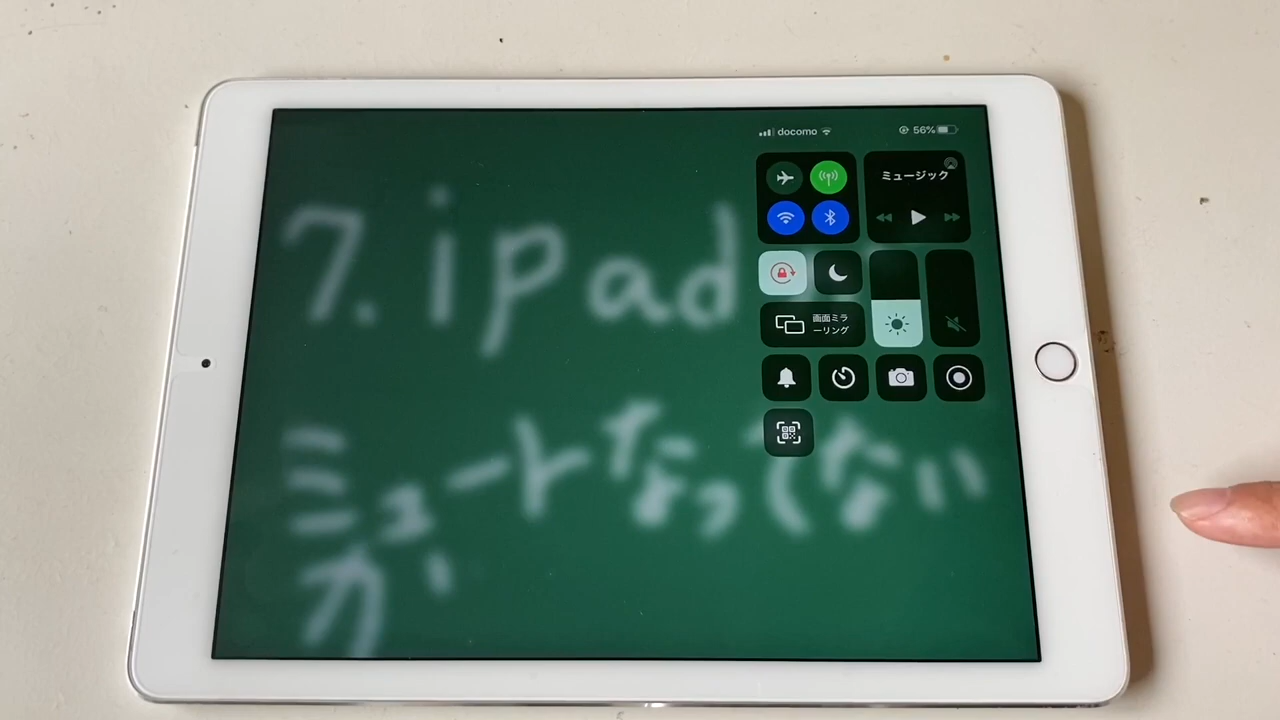 docomo 56%
ミュージック
画面ミラ
ーリング
7. ipad
ミュートなってない
か